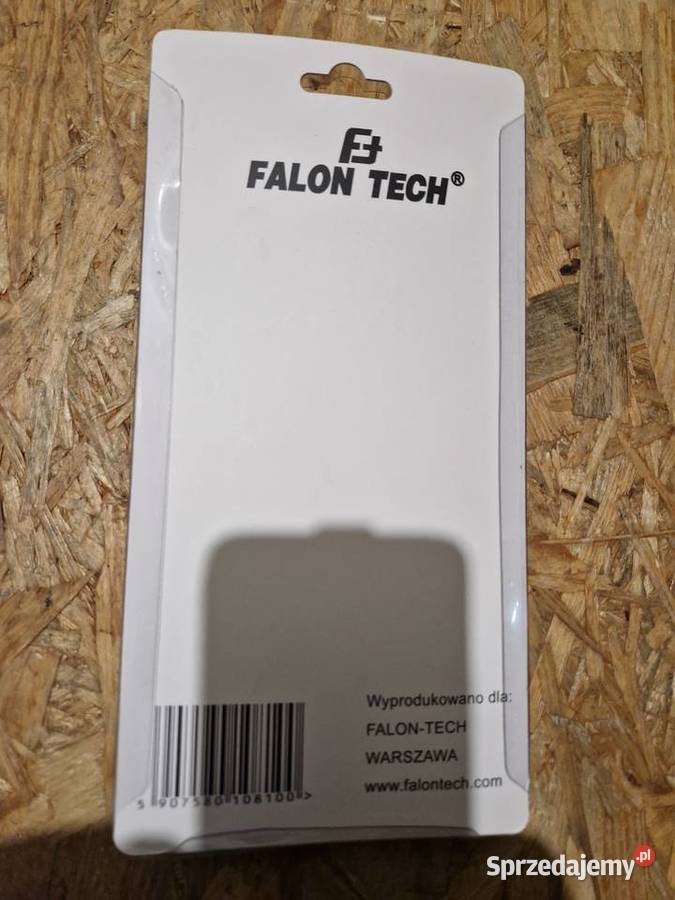 FALON TECH®
Wyprodukowano dla:
FALON-TECH
WARSZAWA
www.falontech.com
5 907580 108100 >
Sprzedajemy.pl